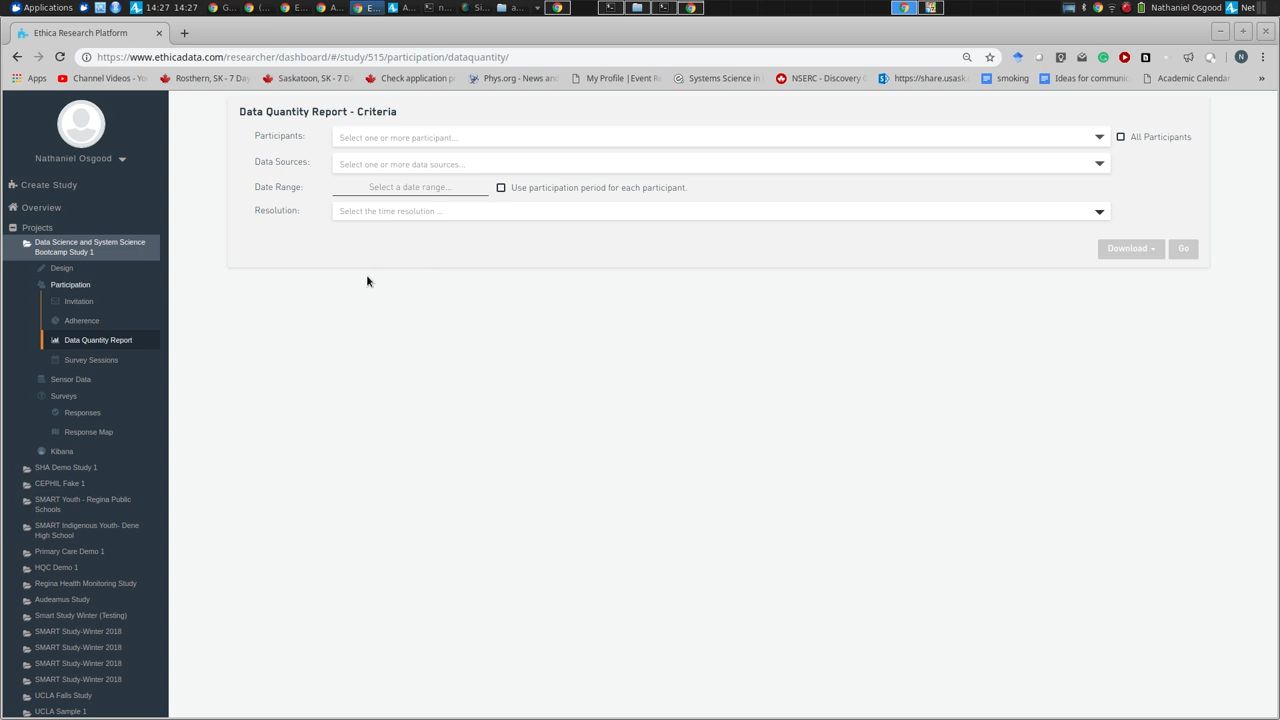 Applications 14:27 14:27 G... ( ... E... A... E... A... n... Si... a... Nathaniel Osgood Net
Ethica Research Platform
https://www.ethicadata.com/researcher/dashboard/#/study/515/participation/dataquantity/
Apps Channel Videos - Yo Rosthern, SK - 7 Day Saskatoon, SK - 7 D Check application p Phys.org - News and My Profile |Event R Systems Science in NSERC - Discovery G https://share.usask smoking Ideas for communic Academic Calendar »
Data Quantity Report - Criteria
Participants: Select one or more participant... All Participants
Data Sources: Select one or more data sources...
Date Range: Select a date range... Use participation period for each participant.
Resolution: Select the time resolution ...
Download Go
Nathaniel Osgood
Create Study
Overview
Projects
Data Science and System Science
Bootcamp Study 1
Design
Participation
Invitation
Adherence
Data Quantity Report
Survey Sessions
Sensor Data
Surveys
Responses
Response Map
Kibana
SHA Demo Study 1
CEPHIL Fake 1
SMART Youth - Regina Public
Schools
SMART Indigenous Youth- Dene
High School
Primary Care Demo 1
HQC Demo 1
Regina Health Monitoring Study
Audeamus Study
Smart Study Winter (Testing)
SMART Study-Winter 2018
SMART Study-Winter 2018
SMART Study-Winter 2018
SMART Study-Winter 2018
UCLA Falls Study
UCLA Sample 1